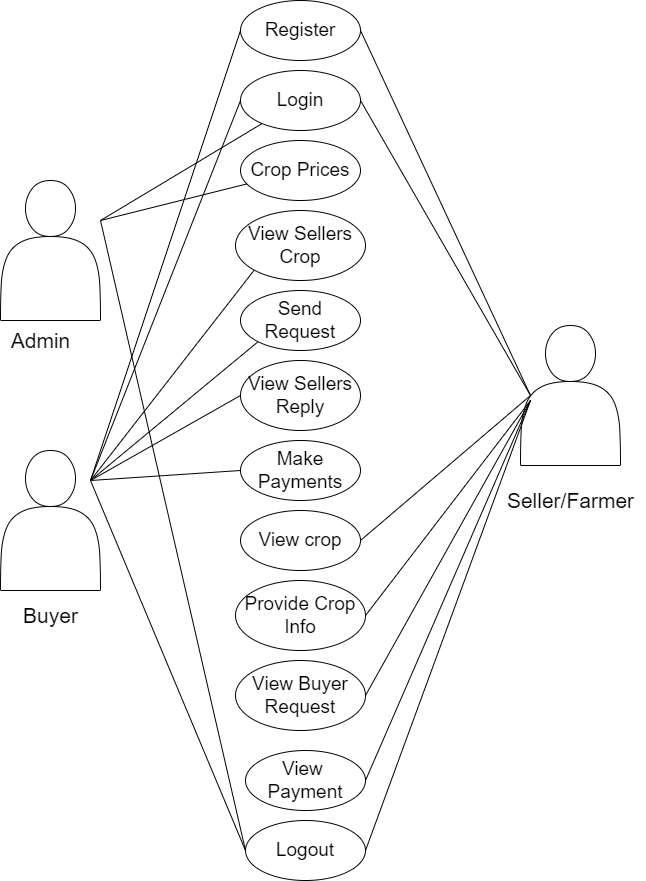 Register
Login
Crop Prices
View Sellers
Crop
Send
Request
View Sellers
Reply
Make
Payments
View crop
Provide Crop
Info
View Buyer
Request
View
Payment
Logout
Admin
Buyer
Seller/Farmer